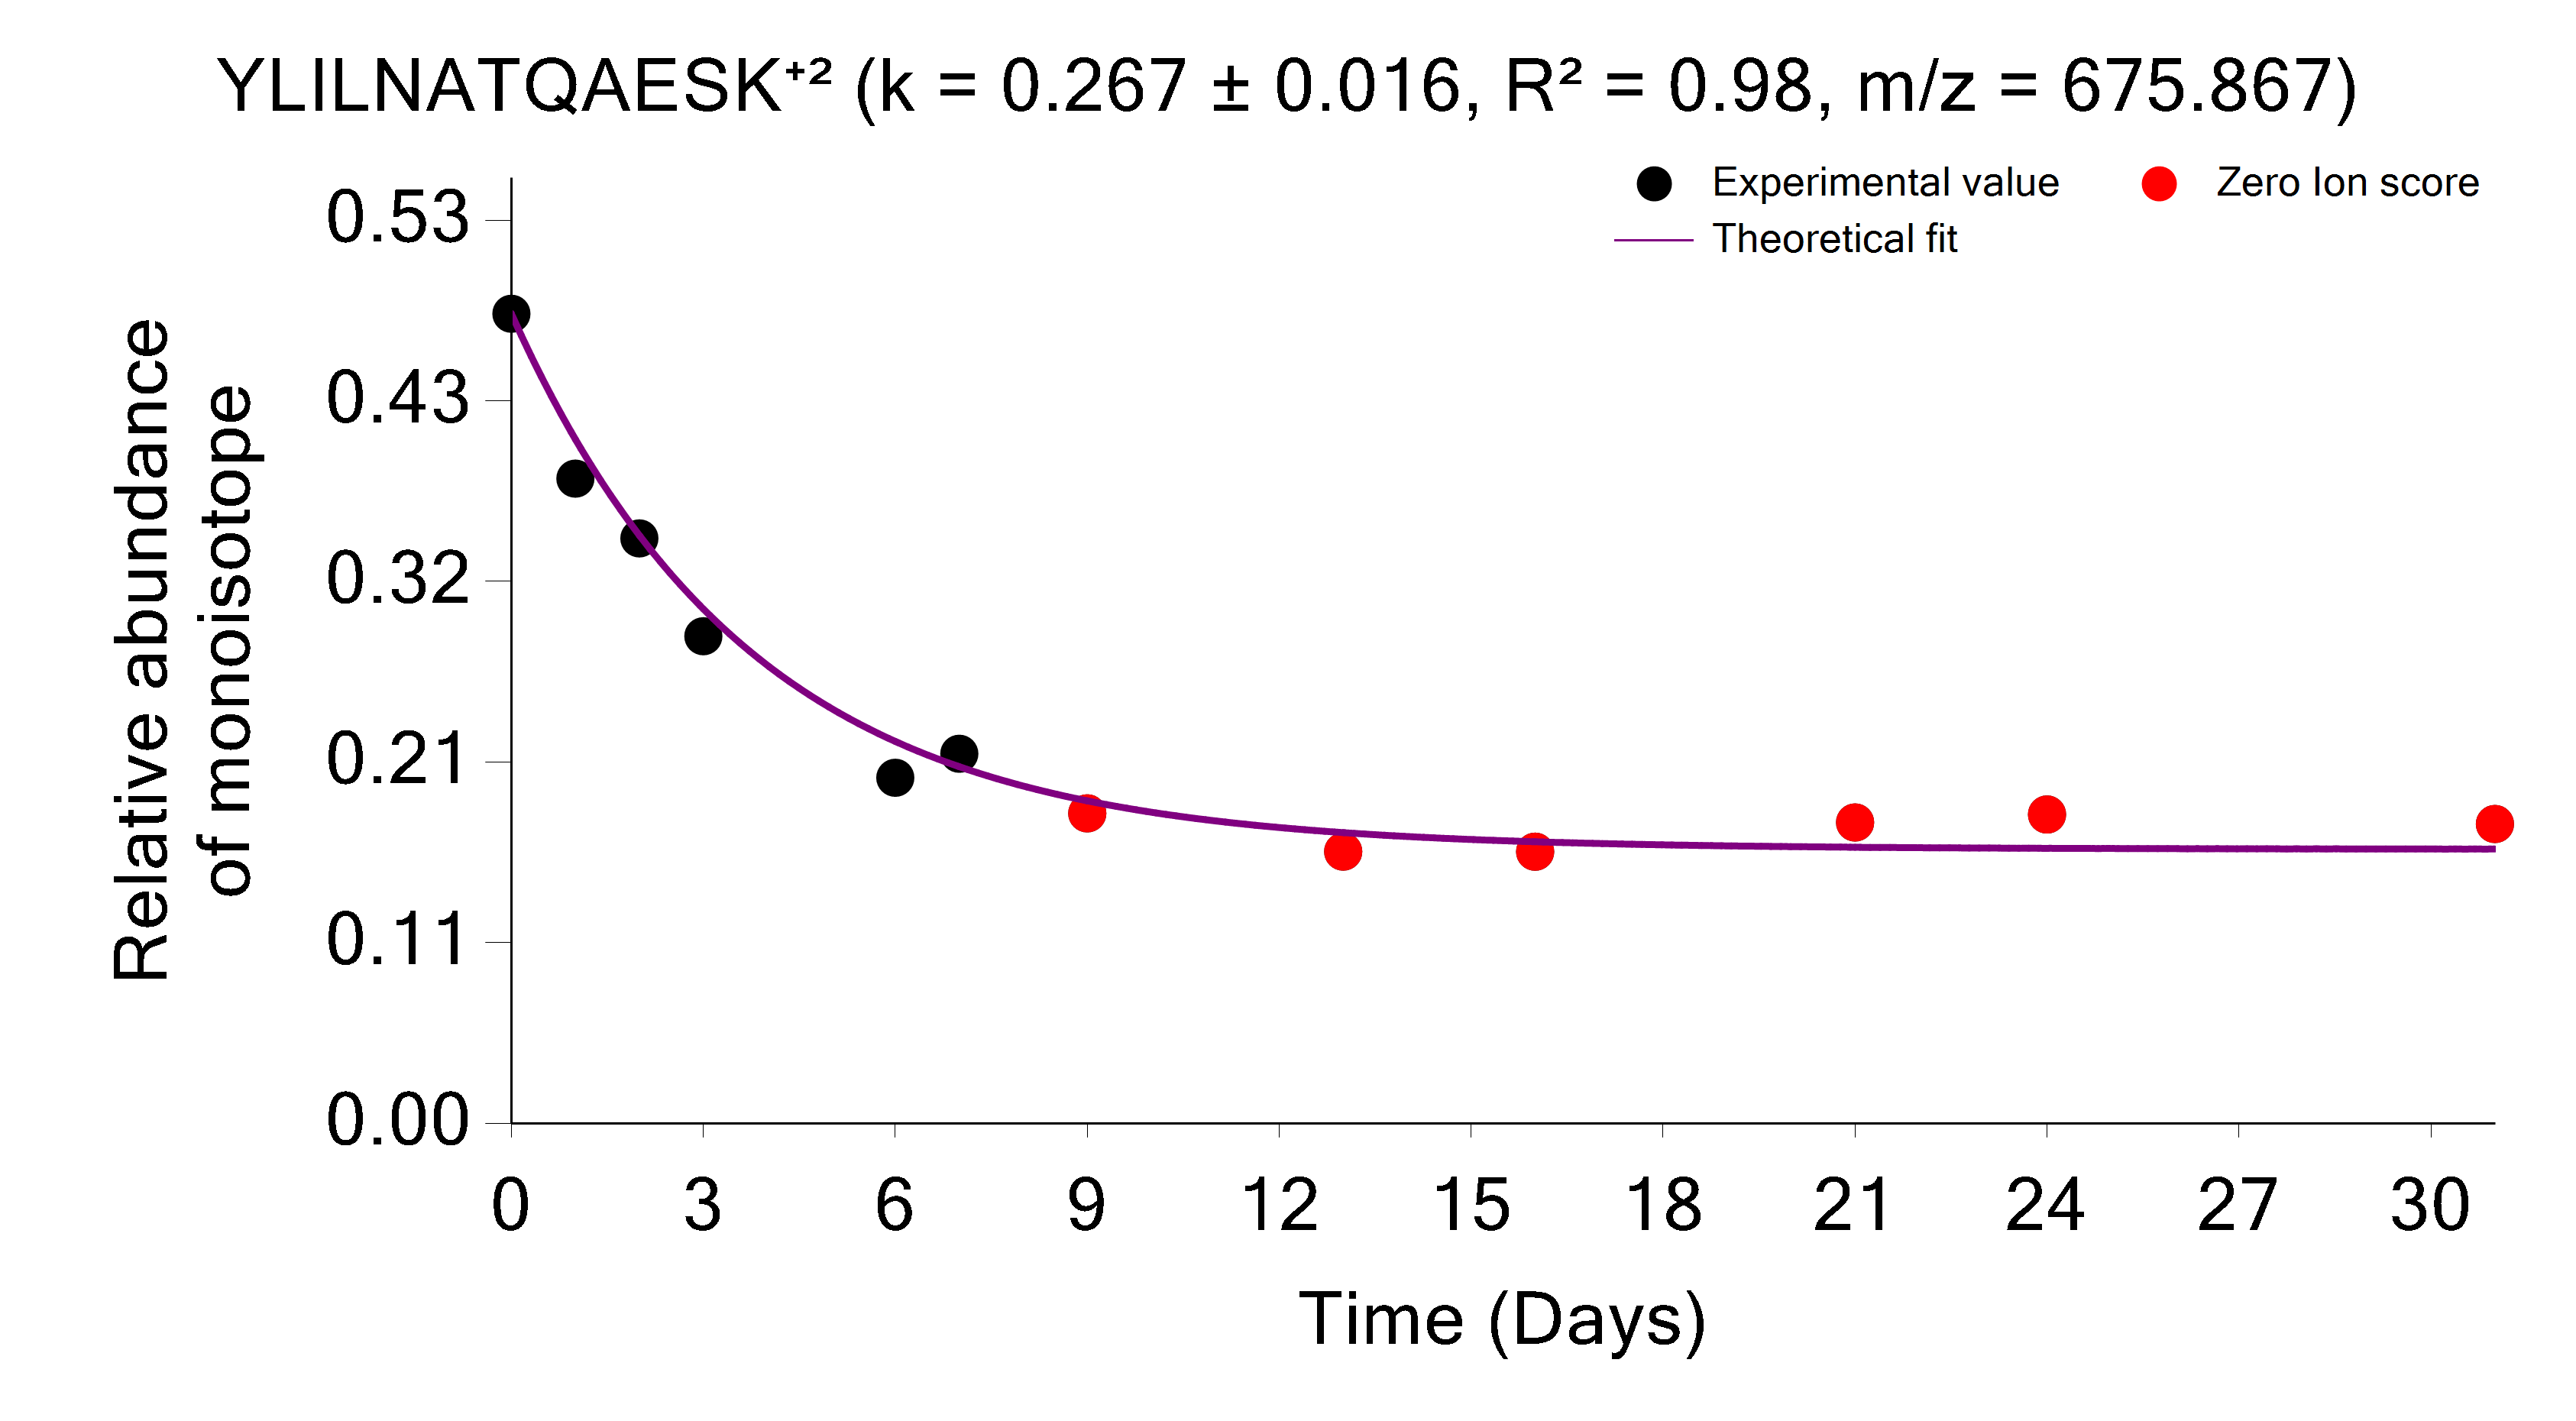 YLILNATQAESK⁺² (k = 0.267 ± 0.016, R² = 0.98, m/z = 675.867)
Experimental value
Zero Ion score
Theoretical fit
Relative abundance
of monoisotope
0.53
0.43
0.32
0.21
0.11
0.00
0 3 6 9 12 15 18 21 24 27 30
Time (Days)